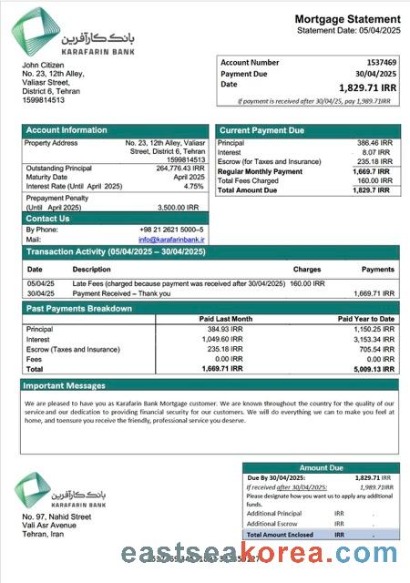 بانک کارآفرین
KARAFARIN BANK
Mortgage Statement
Statement Date: 05/04/2025
John Citizen
No. 23, 12th Alley,
Valiasr Street,
District 6, Tehran
1599814513
Account Number 1537469
Payment Due 30/04/2025
Date 1,829.71 IRR
if payment is received after 30/04/25, pay 1,989.71IRR
Account Information
Property Address No. 23, 12th Alley, Valiasr
Street, District 6, Tehran
1599814513
Outstanding Principal 264,776.43 IRR
Maturity Date April 2025
Interest Rate (Until April 2025) 4.75%
Prepayment Penalty
(Until April 2025) 3,500.00 IRR
Current Payment Due
Principal 386.46 IRR
Interest 8.07 IRR
Escrow (for Taxes and Insurance) 235.18 IRR
Regular Monthly Payment 1,669.7 IRR
Total Fees Charged 160.00 IRR
Total Amount Due 1,829.7 IRR
Contact Us
By Phone: +98 21 2621 5000–5
Mail: info@karafarinbank.ir
Transaction Activity (05/04/2025 – 30/04/2025)
Date Description Charges Payments
05/04/25 Late Fees (charged because payment was received after 30/04/2025) 160.00 IRR
30/04/25 Payment Received – Thank you 1,669.71 IRR
Past Payments Breakdown
Paid Last Month Paid Year to Date
Principal 384.93 IRR 1,150.25 IRR
Interest 1,049.60 IRR 3,153.34 IRR
Escrow (Taxes and Insurance) 235.18 IRR 705.54 IRR
Fees 0.00 IRR 0.00 IRR
Total 1,669.71 IRR 5,009.13 IRR
Important Messages
We are pleased to have you as Karafarin Bank Mortgage customer. We are known throughout the country for the quality of our
service and our dedication to providing financial security for our customers. We will do everything we can to make you feel at
home, and toensure you receive the friendly, professional service you deserve.
بانک کارآفرین
KARAFARIN BANK
No. 97, Nahid Street
Vali Asr Avenue
Tehran, Iran
Amount Due
Due By 30/04/2025: 1,829.71 IRR
If received after 30/04/2025: 1,989.71IRR
Please designate how you want us to apply any additional
funds.
Additional Principal IRR .
Additional Escrow IRR .
Total Amount Enclosed IRR .
eastseakorea.com